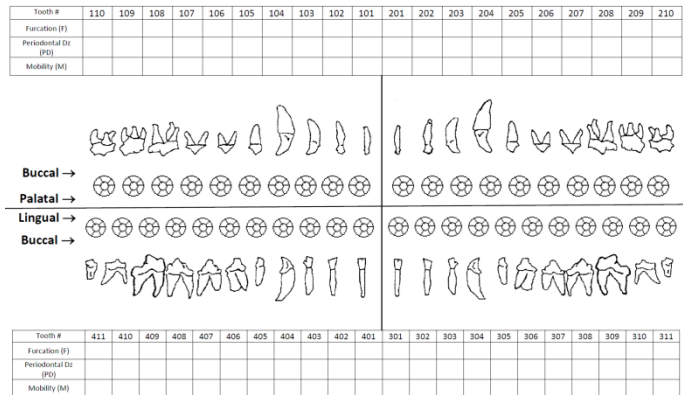 Tooth # 110 109 108 107 106 105 104 103 102 101 201 202 203 204 205 206 207 208 209 210
Furcation (F)
Periodontal Dz
(PD)
Mobility (M)
Buccal →
Palatal →
Lingual →
Buccal →
Tooth # 411 410 409 408 407 406 405 404 403 402 401 301 302 303 304 305 306 307 308 309 310 311
Furcation (F)
Periodontal Dz
(PD)
Mobility (M)